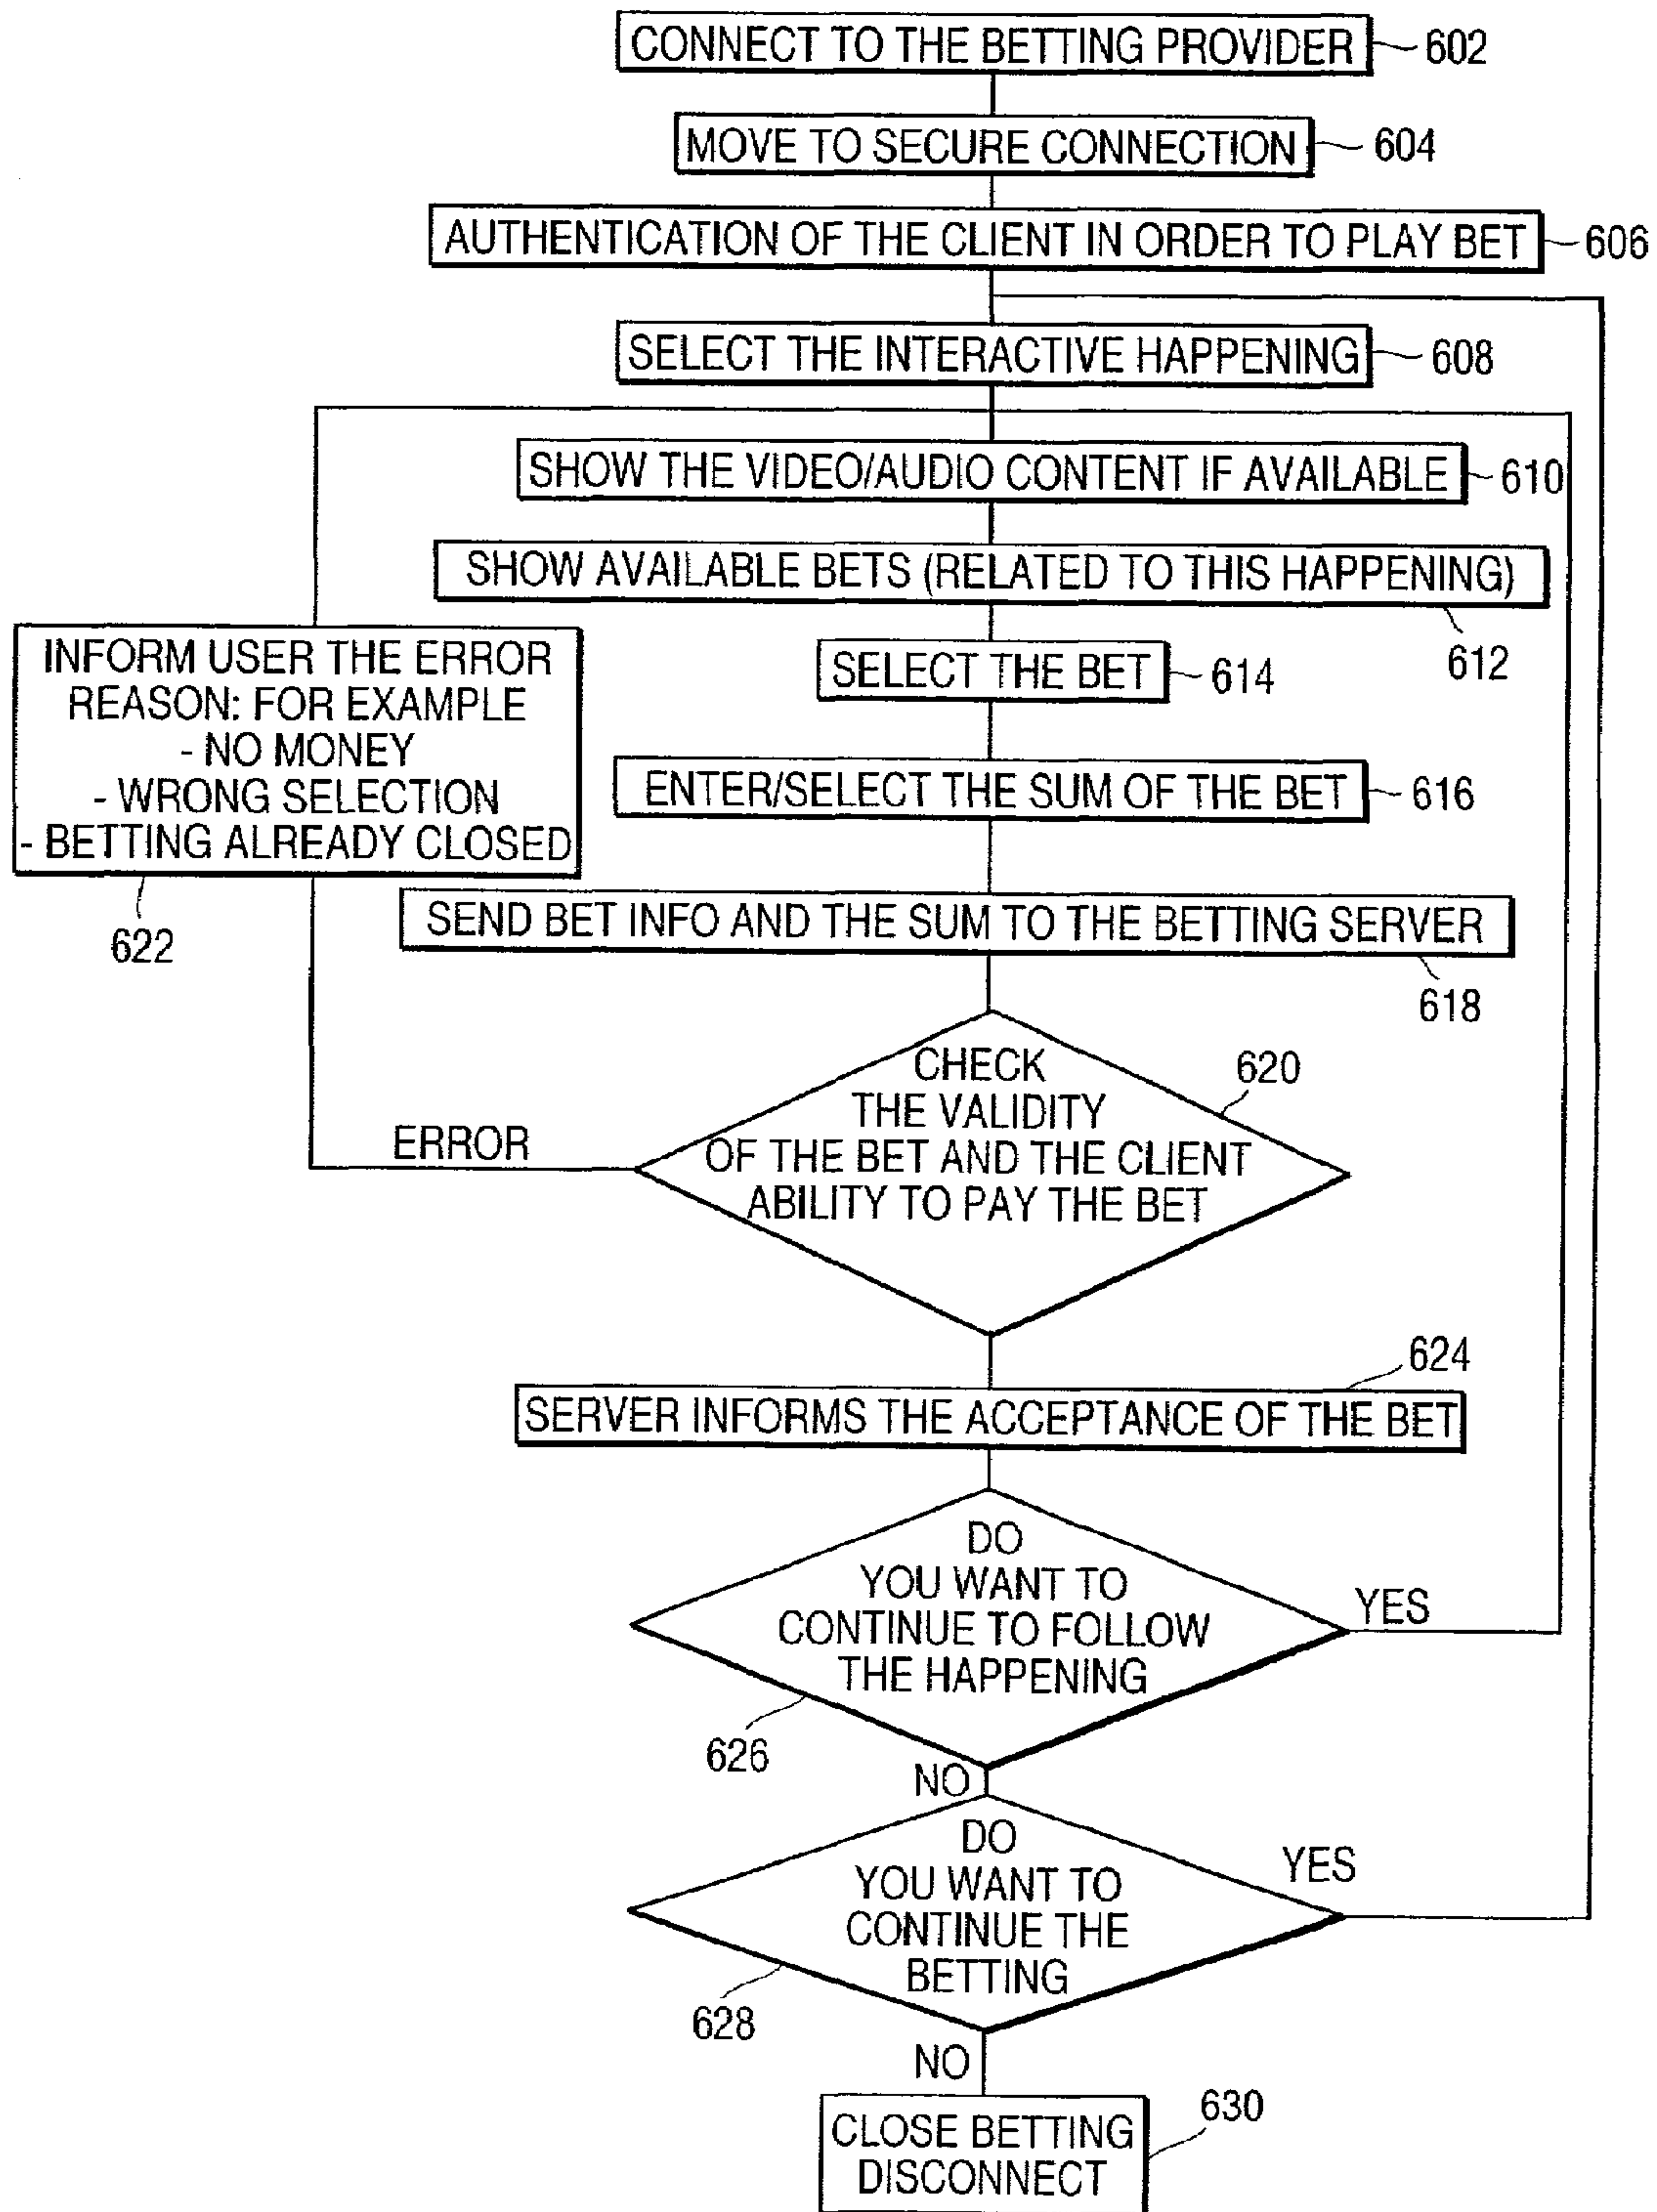 CONNECT TO THE BETTING PROVIDER 602
MOVE TO SECURE CONNECTION 604
AUTHENTICATION OF THE CLIENT IN ORDER TO PLAY BET 606
SELECT THE INTERACTIVE HAPPENING 608
SHOW THE VIDEO/AUDIO CONTENT IF AVAILABLE 610
SHOW AVAILABLE BETS (RELATED TO THIS HAPPENING)
612
SELECT THE BET 614
INFORM USER THE ERROR
REASON: FOR EXAMPLE
- NO MONEY
- WRONG SELECTION
- BETTING ALREADY CLOSED
622
ENTER/SELECT THE SUM OF THE BET 616
SEND BET INFO AND THE SUM TO THE BETTING SERVER
618
CHECK
THE VALIDITY
OF THE BET AND THE CLIENT
ABILITY TO PAY THE BET
620
ERROR
624
SERVER INFORMS THE ACCEPTANCE OF THE BET
DO
YOU WANT TO
CONTINUE TO FOLLOW
THE HAPPENING
YES
626
NO
DO
YOU WANT TO
CONTINUE THE
BETTING
YES
628
NO
630
CLOSE BETTING
DISCONNECT